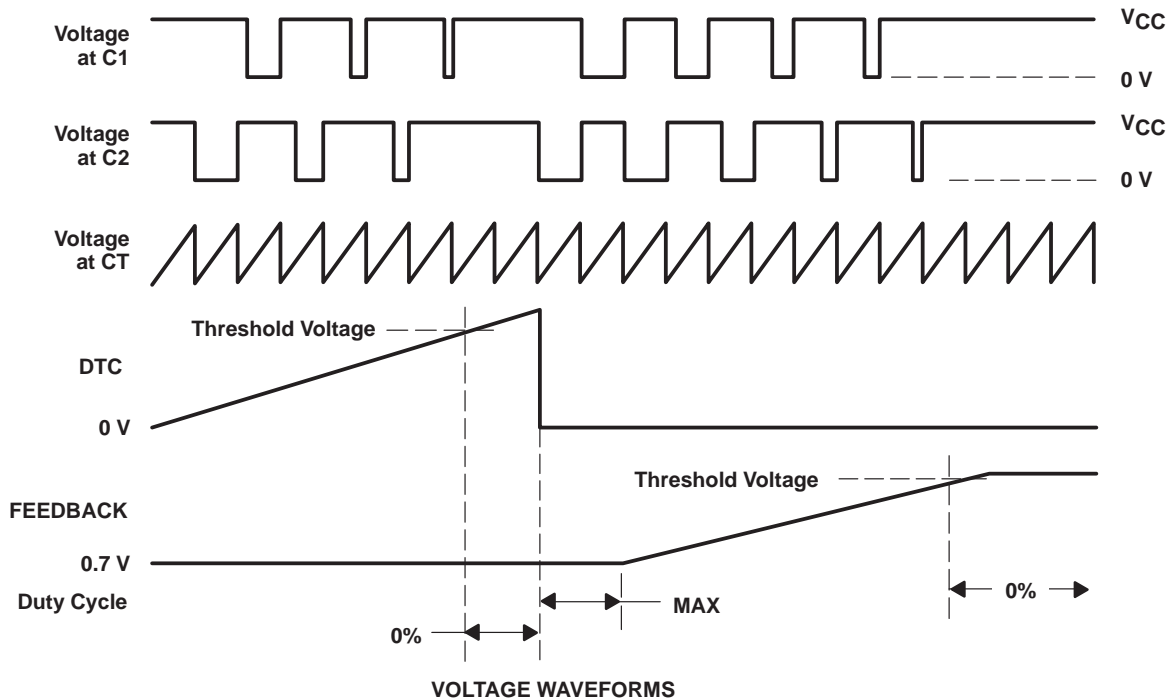 Voltage
at C1
VCC
0 V
Voltage
at C2
VCC
0 V
Voltage
at CT
Threshold Voltage
DTC
0 V
Threshold Voltage
FEEDBACK
0.7 V
Duty Cycle
MAX
0%
0%
VOLTAGE WAVEFORMS